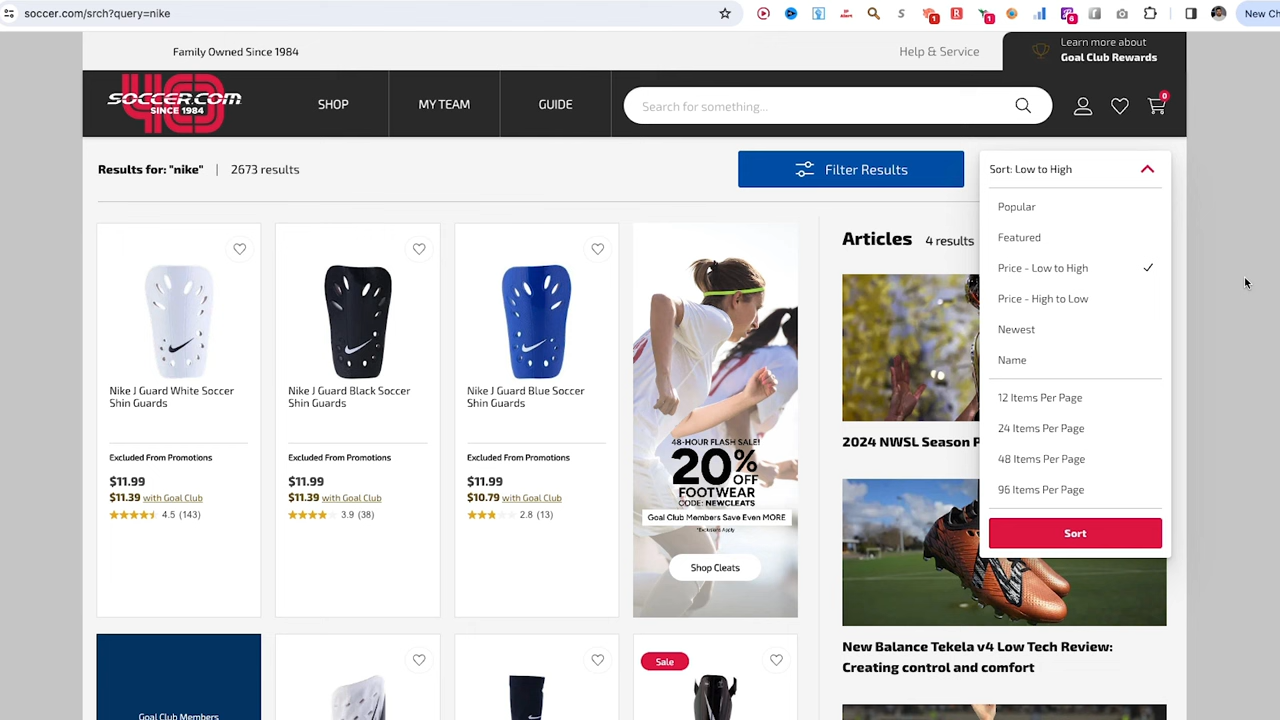 soccer.com/srch?query=nike
New Ch
Family Owned Since 1984
Help & Service
Learn more about
Goal Club Rewards
40
SOCCER.COM
SINCE 1984
SHOP
MY TEAM
GUIDE
Search for something...
0
Results for: "nike" | 2673 results
Filter Results
Sort: Low to High
Popular
Featured
Price - Low to High
Price - High to Low
Newest
Name
12 Items Per Page
24 Items Per Page
48 Items Per Page
96 Items Per Page
Sort
Nike J Guard White Soccer
Shin Guards
Excluded From Promotions
$11.99
$11.39 with Goal Club
4.5 (143)
Nike J Guard Black Soccer
Shin Guards
Excluded From Promotions
$11.99
$11.39 with Goal Club
3.9 (38)
Nike J Guard Blue Soccer
Shin Guards
Excluded From Promotions
$11.99
$10.79 with Goal Club
2.8 (13)
48-HOUR FLASH SALE!
20% OFF
FOOTWEAR
CODE: NEWCLEATS
Goal Club Members Save Even MORE
*Exclusions Apply
Shop Cleats
Articles 4 results
2024 NWSL Season P
New Balance Tekela v4 Low Tech Review:
Creating control and comfort
Goal Club Members
Sale